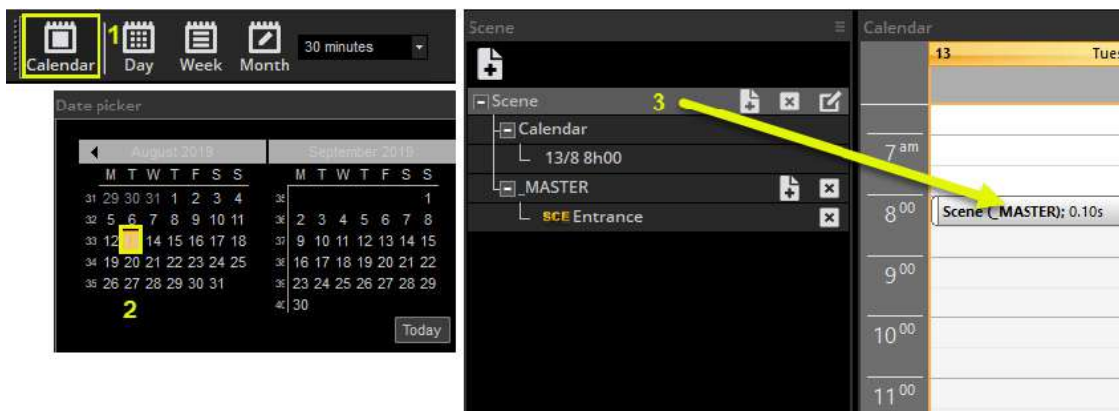 1
Calendar Day Week Month 30 minutes
Date picker
August 2019 September 2019
M T W T F S S M T W T F S S
31 29 30 31 1 2 3 4 1
32 5 6 7 8 9 10 11 36 2 3 4 5 6 7 8
33 12 14 15 16 17 18 37 9 10 11 12 13 14 15
34 19 20 21 22 23 24 25 16 17 18 19 20 21 22
35 26 27 28 29 30 31 23 24 25 26 27 28 29
30
2
Today
Scene
Scene 3
Calendar
13/8 8h00
_MASTER
SCE Entrance
Calendar
13 Tues
7 am
8 00 Scene (_MASTER); 0.10s
9 00
10 00
11 00